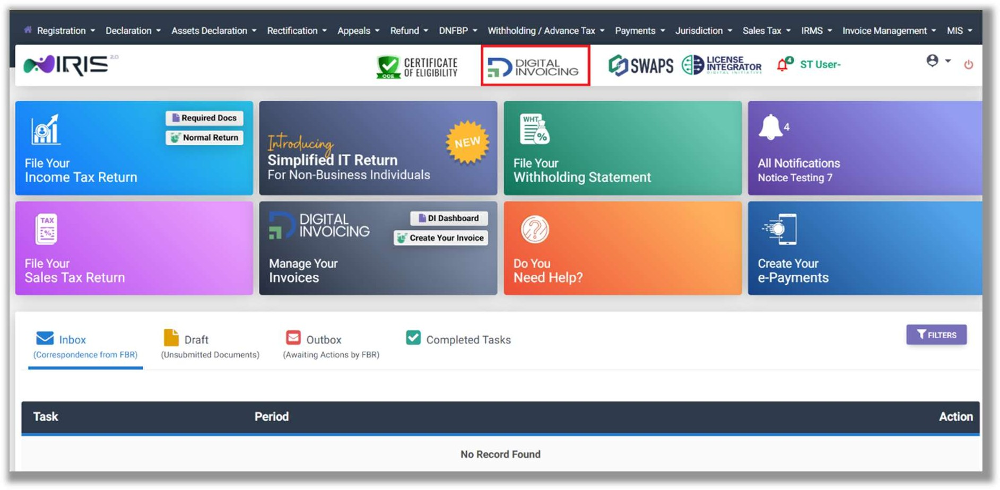 Registration Declaration Assets Declaration Rectification Appeals Refund DNFBP Withholding / Advance Tax Payments Jurisdiction Sales Tax IRMS Invoice Management MIS
IRIS 2.0
COE
CERTIFICATE
OF ELIGIBILITY
DIGITAL
INVOICING
SWAPS
LICENSE
INTEGRATOR
DIGITAL INITIATIVE
4
ST User-
Required Docs
Normal Return
File Your
Income Tax Return
Introducing
Simplified IT Return
For Non-Business Individuals
NEW
WHT
%
File Your
Withholding Statement
4
All Notifications
Notice Testing 7
TAX
%
File Your
Sales Tax Return
DIGITAL
INVOICING
DI Dashboard
Create Your Invoice
Manage Your
Invoices
?
Do You
Need Help?
Create Your
e-Payments
Inbox
(Correspondence from FBR)
Draft
(Unsubmitted Documents)
Outbox
(Awaiting Actions by FBR)
Completed Tasks
FILTERS
Task Period Action
No Record Found